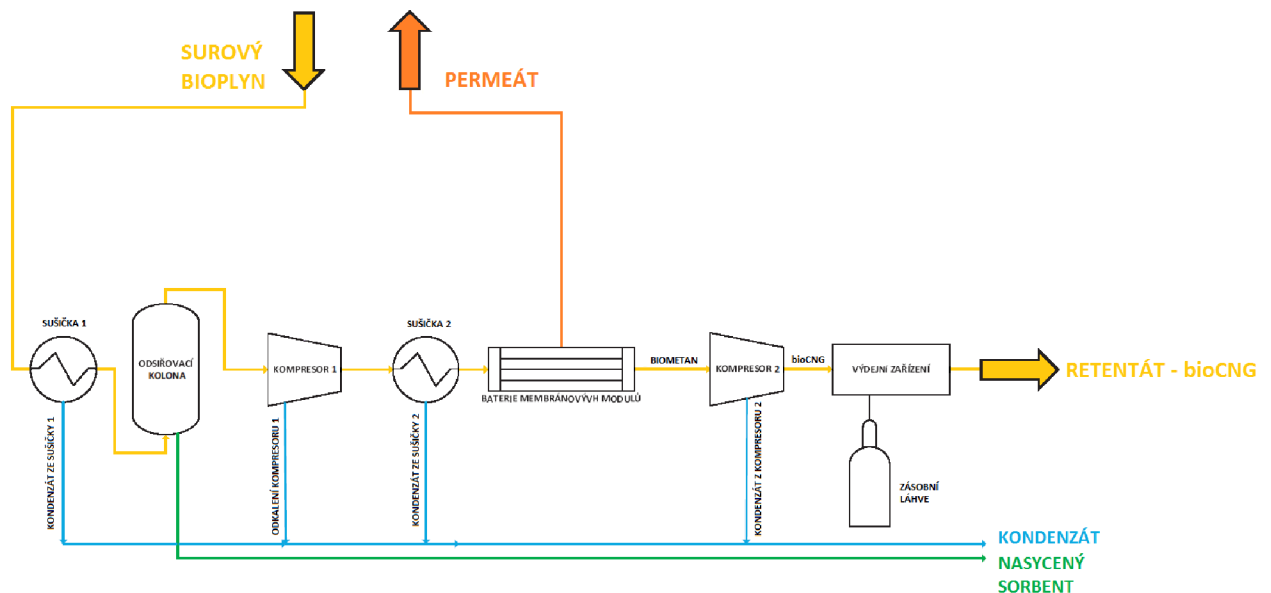 SUROVÝ
BIOPLYN
PERMEÁT
SUŠIČKA 1
SUŠIČKA 2
ODSIŘOVACÍ
KOLONA
KOMPRESOR 1
BIOMETAN
KOMPRESOR 2
bioCNG
VÝDEJNÍ ZAŘÍZENÍ
RETENTÁT - bioCNG
BATERJE MEMBRÁNOVÝVH MODULŮ
KONDENZÁT ZE SUŠIČKY 1
ODKALENÍ KOMPRESORU 1
KONDENZÁT ZE SUŠIČKY 2
KONDENZÁT Z KOMPRESORU 2
ZÁSOBNÍ
LÁHVE
KONDENZÁT
NASYCENÝ
SORBENT